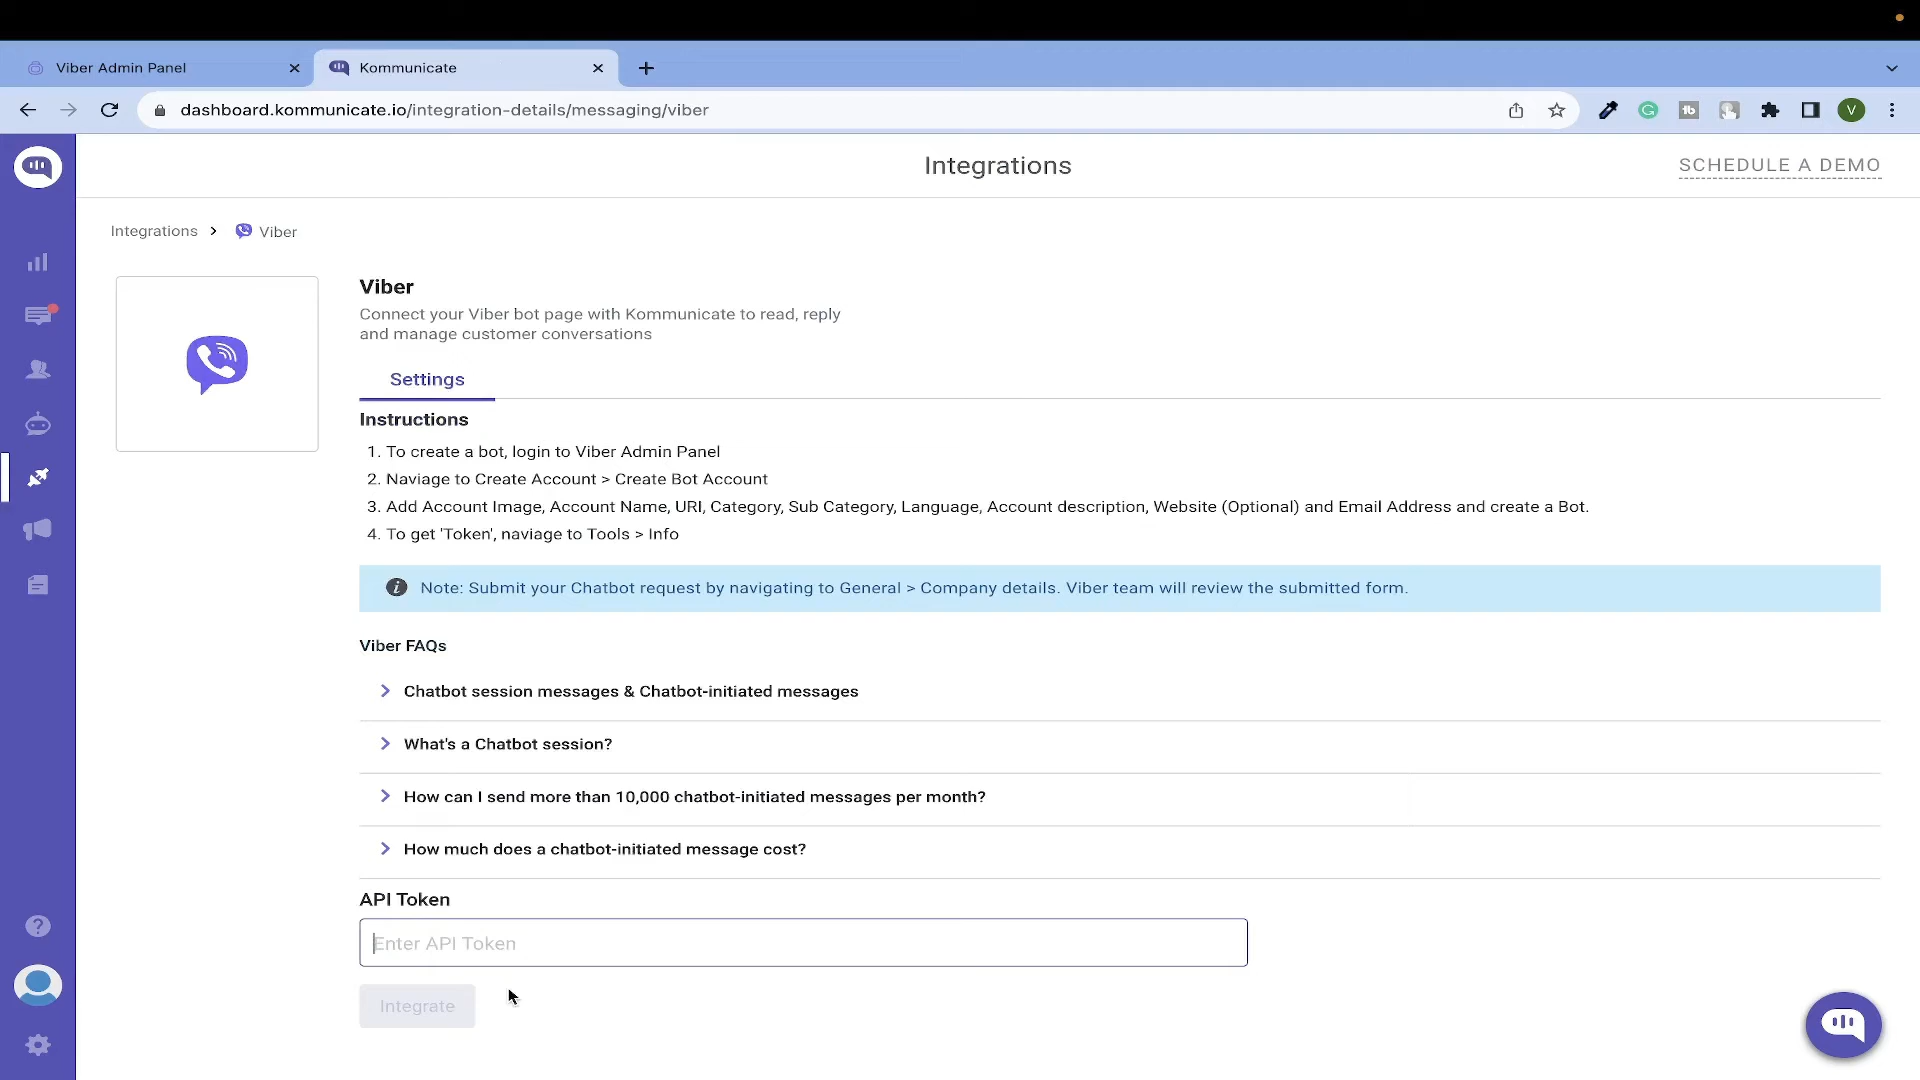 Viber Admin Panel
Kommunicate
dashboard.kommunicate.io/integration-details/messaging/viber
V
Integrations
SCHEDULE A DEMO
Integrations
Viber
Viber
Connect your Viber bot page with Kommunicate to read, reply
and manage customer conversations
Settings
Instructions
1. To create a bot, login to Viber Admin Panel
2. Naviage to Create Account > Create Bot Account
3. Add Account Image, Account Name, URI, Category, Sub Category, Language, Account description, Website (Optional) and Email Address and create a Bot.
4. To get 'Token', naviage to Tools > Info
Note: Submit your Chatbot request by navigating to General > Company details. Viber team will review the submitted form.
Viber FAQs
Chatbot session messages & Chatbot-initiated messages
What's a Chatbot session?
How can I send more than 10,000 chatbot-initiated messages per month?
How much does a chatbot-initiated message cost?
API Token
Enter API Token
Integrate